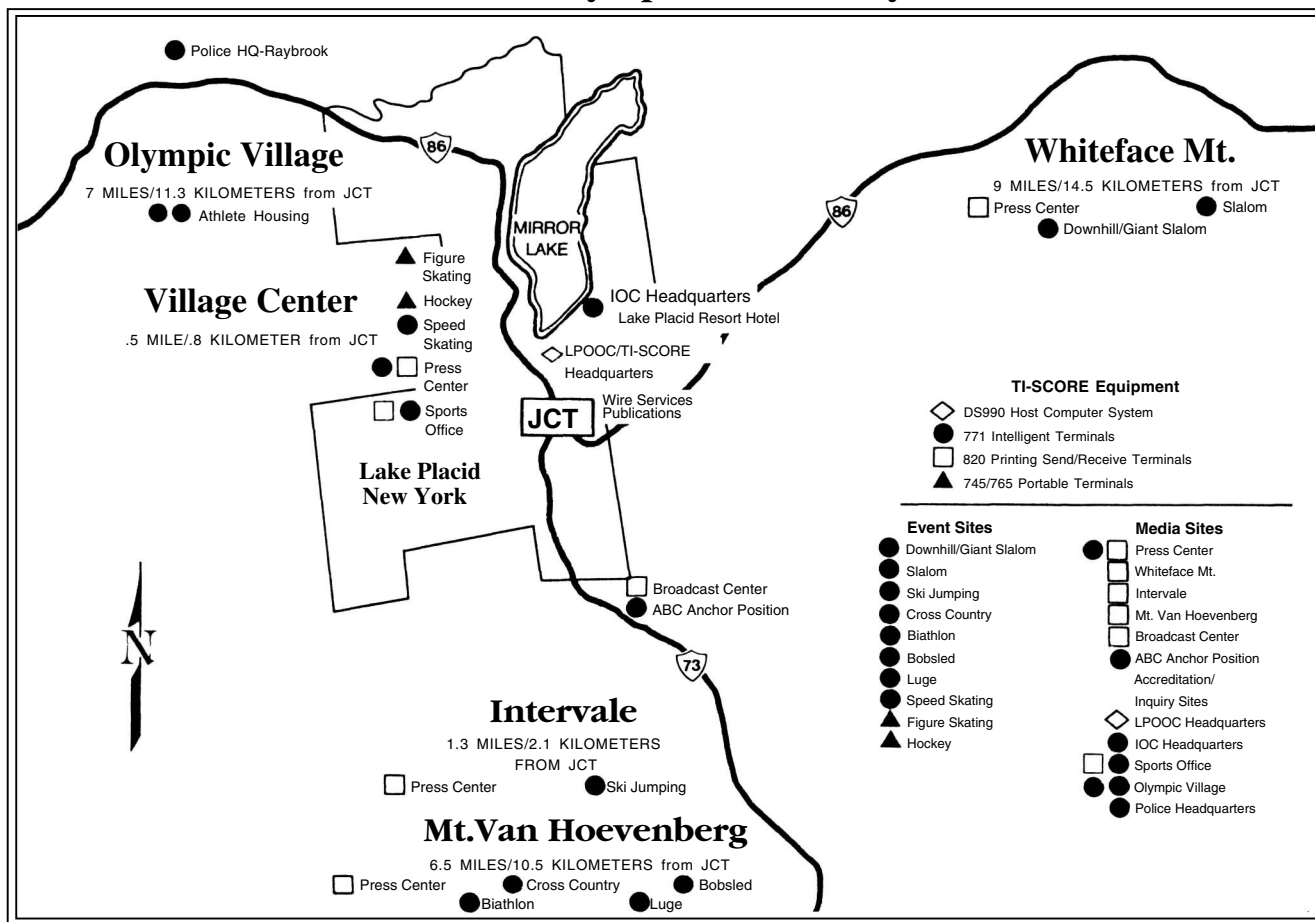 Police HQ-Raybrook
86
Olympic Village
7 MILES/11.3 KILOMETERS from JCT
Athlete Housing
MIRROR
LAKE
86
Whiteface Mt.
9 MILES/14.5 KILOMETERS from JCT
Press Center
Slalom
Downhill/Giant Slalom
Village Center
.5 MILE/.8 KILOMETER from JCT
Figure
Skating
Hockey
Speed
Skating
Press
Center
Sports
Office
IOC Headquarters
Lake Placid Resort Hotel
LPOOC/TI-SCORE
Headquarters
JCT
Wire Services
Publications
Lake Placid
New York
N
Broadcast Center
ABC Anchor Position
73
Intervale
1.3 MILES/2.1 KILOMETERS
FROM JCT
Press Center
Ski Jumping
Mt.Van Hoevenberg
6.5 MILES/10.5 KILOMETERS from JCT
Press Center
Cross Country
Bobsled
Biathlon
Luge
TI-SCORE Equipment
DS990 Host Computer System
771 Intelligent Terminals
820 Printing Send/Receive Terminals
745/765 Portable Terminals
Event Sites
Downhill/Giant Slalom
Slalom
Ski Jumping
Cross Country
Biathlon
Bobsled
Luge
Speed Skating
Figure Skating
Hockey
Media Sites
Press Center
Whiteface Mt.
Intervale
Mt. Van Hoevenberg
Broadcast Center
ABC Anchor Position
Accreditation/
Inquiry Sites
LPOOC Headquarters
IOC Headquarters
Sports Office
Olympic Village
Police Headquarters